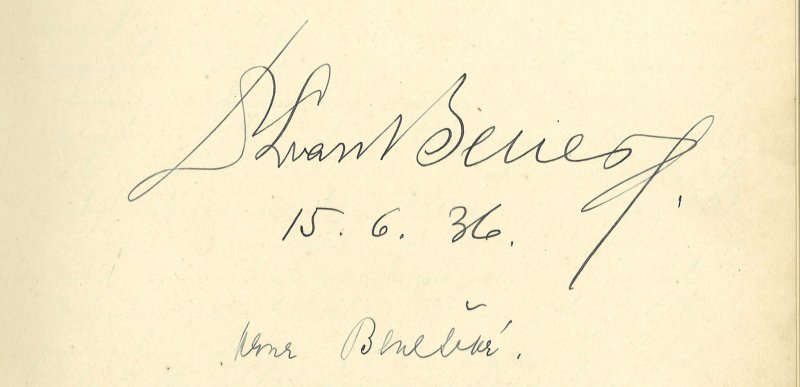 Edvard Beneš.
15. 6. 36.
Hana Benešová.